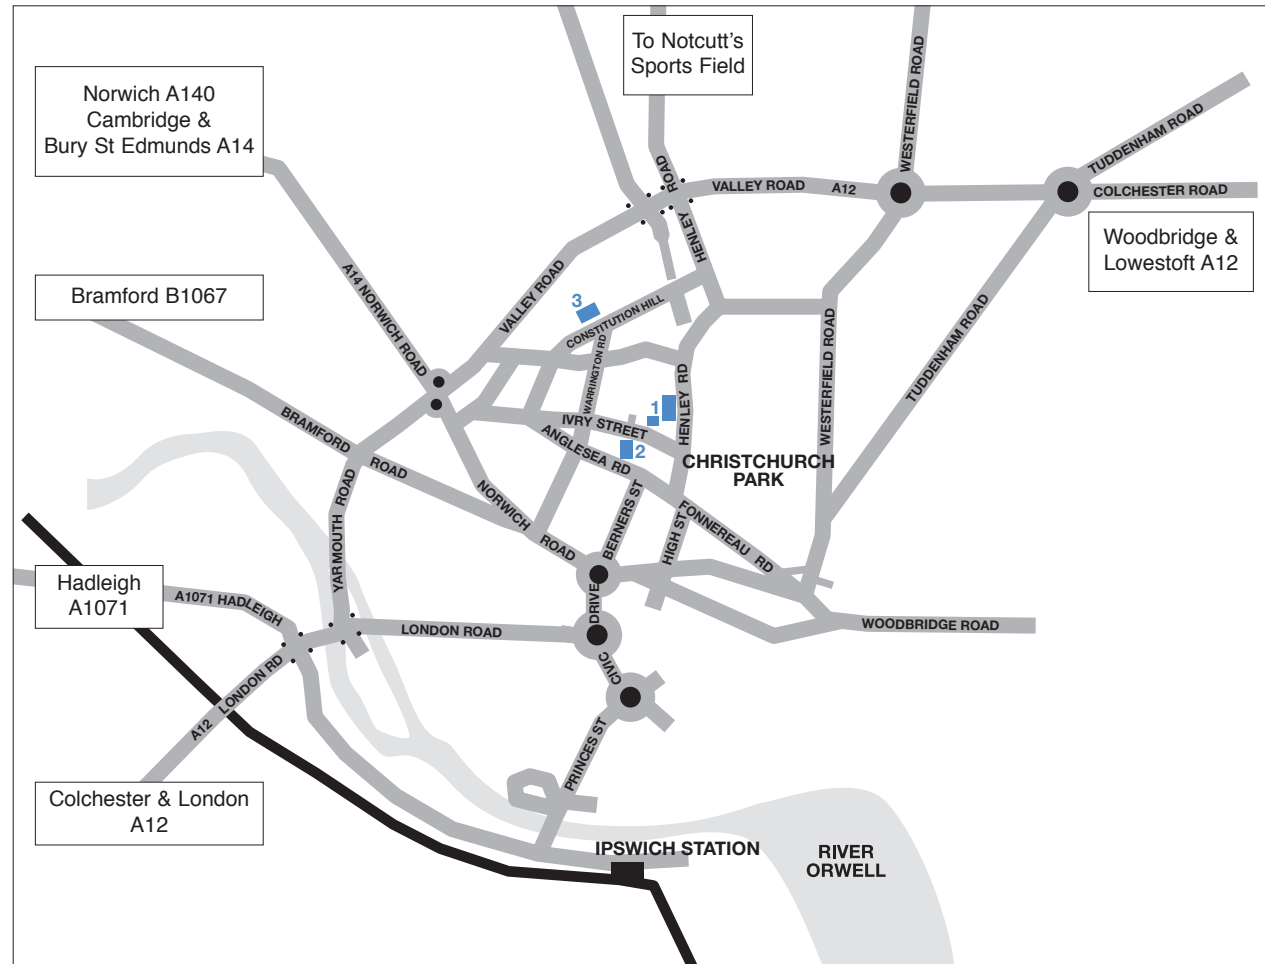 To Notcutt's
Sports Field
Norwich A140
Cambridge &
Bury St Edmunds A14
WESTERFIELD ROAD
TUDDENHAM ROAD
HENLEY ROAD
VALLEY ROAD A12
COLCHESTER ROAD
Woodbridge &
Lowestoft A12
Bramford B1067
A14 NORWICH ROAD
VALLEY ROAD
3
CONSTITUTION HILL
WARRINGTON RD
HENLEY RD
WESTERFIELD ROAD
TUDDENHAM ROAD
1
IVRY STREET
2
ANGLESEA RD
BRAMFORD ROAD
CHRISTCHURCH
PARK
NORWICH ROAD
YARMOUTH ROAD
BERNERS ST
HIGH ST
FONNEREAU RD
Hadleigh
A1071
A1071 HADLEIGH
LONDON ROAD
CIVIC DRIVE
WOODBRIDGE ROAD
A12 LONDON RD
PRINCES ST
Colchester & London
A12
IPSWICH STATION
RIVER
ORWELL